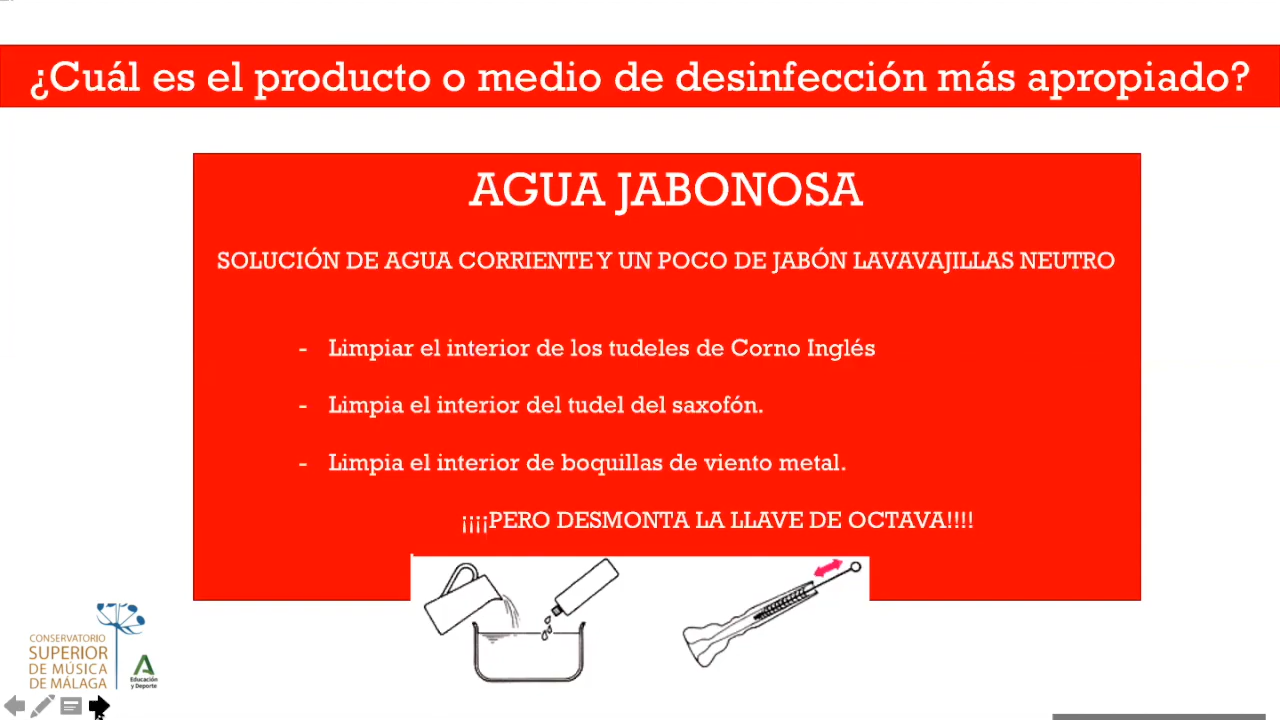 ¿Cuál es el producto o medio de desinfección más apropiado?
AGUA JABONOSA
SOLUCIÓN DE AGUA CORRIENTE Y UN POCO DE JABÓN LAVAVAJILLAS NEUTRO
- Limpiar el interior de los tudeles de Corno Inglés
- Limpia el interior del tudel del saxofón.
- Limpia el interior de boquillas de viento metal.
¡¡¡¡PERO DESMONTA LA LLAVE DE OCTAVA!!!!
CONSERVATORIO
SUPERIOR
DE MÚSICA
DE MÁLAGA
Educación
y Deporte